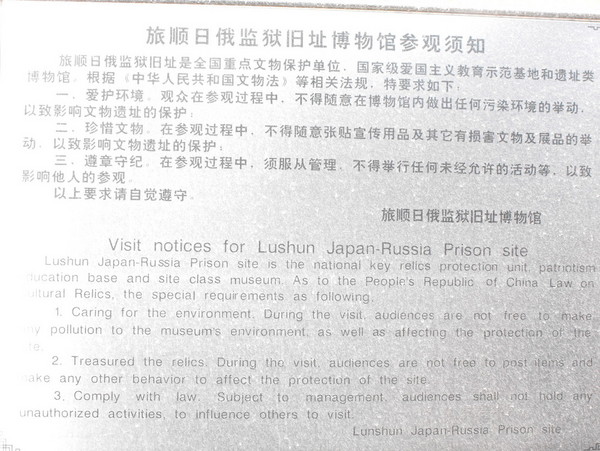 旅顺日俄监狱旧址博物馆参观须知
旅顺日俄监狱旧址是全国重点文物保护单位，国家级爱国主义教育示范基地和遗址类
博物馆。根据《中华人民共和国文物法》等相关法规，特要求如下：
一、爱护环境。观众在参观过程中，不得随意在博物馆内做出任何污染环境的举动，
以致影响文物遗址的保护；
二、珍惜文物。在参观过程中，不得随意张贴宣传用品及其它有损害文物及展品的举
动，以致影响文物遗址的保护；
三、遵章守纪。在参观过程中，须服从管理。不得举行任何未经允许的活动等，以致
影响他人的参观。
以上要求请自觉遵守。
旅顺日俄监狱旧址博物馆
Visit notices for Lushun Japan-Russia Prison site
Lushun Japan-Russia Prison site is the national key relics protection unit, patriotism
education base and site class museum. As to the People's Republic of China Law on
ultural Relics, the special requirements as following.
1. Caring for the environment. During the visit, audiences are not free to make
ny pollution to the museum's environment, as well as affecting the protection of the
te.
2. Treasured the relics. During the visit, audiences are not free to post items and
ake any other behavior to affect the protection of the site.
3. Comply with law. Subject to management, audiences shall not hold any
unauthorized activities, to influence others to visit.
Lunshun Japan-Russia Prison site